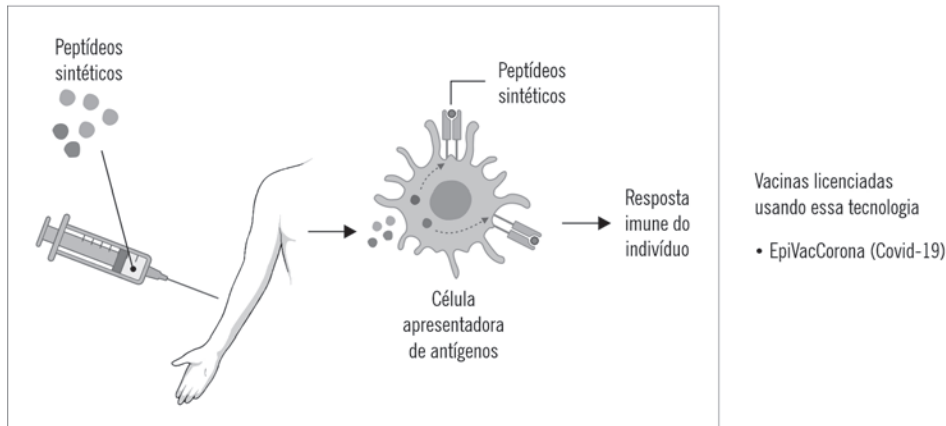 Peptídeos
sintéticos
Peptídeos
sintéticos
Célula
apresentadora
de antígenos
Resposta
imune do
indivíduo
Vacinas licenciadas
usando essa tecnologia
• EpiVacCorona (Covid-19)